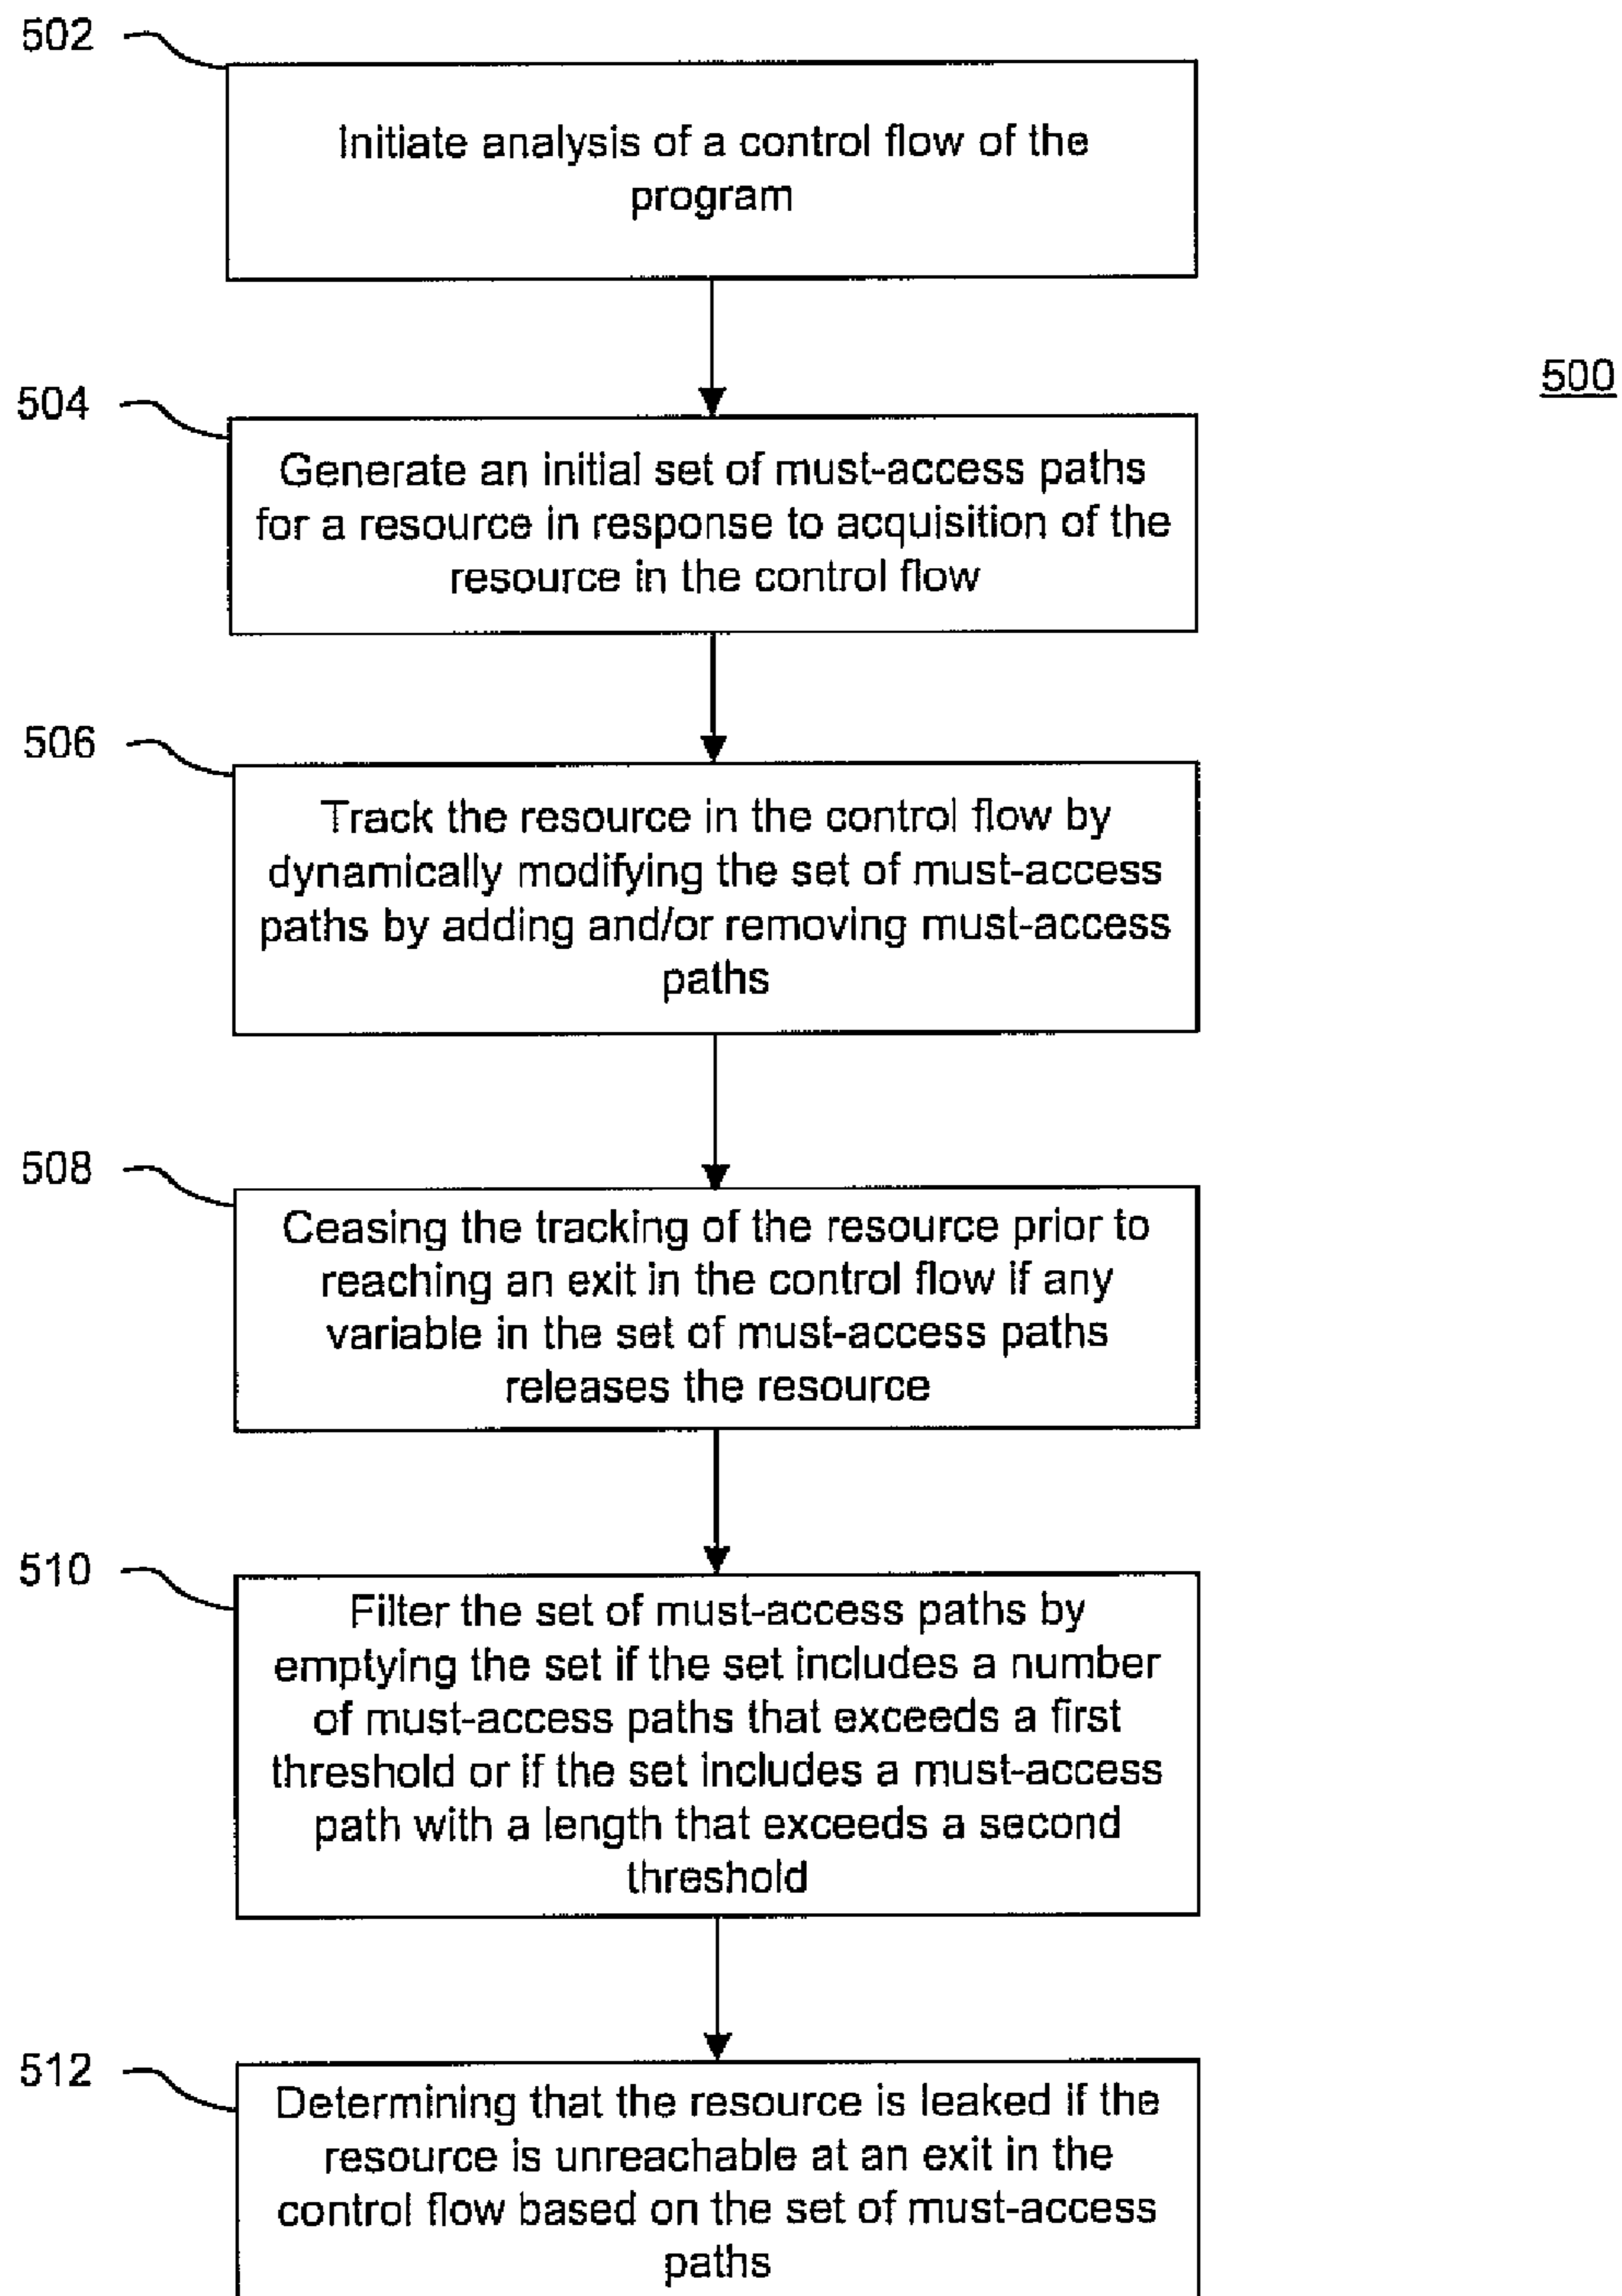 502
Initiate analysis of a control flow of the
program
500
504
Generate an initial set of must-access paths
for a resource in response to acquisition of the
resource in the control flow
506
Track the resource in the control flow by
dynamically modifying the set of must-access
paths by adding and/or removing must-access
paths
508
Ceasing the tracking of the resource prior to
reaching an exit in the control flow if any
variable in the set of must-access paths
releases the resource
510
Filter the set of must-access paths by
emptying the set if the set includes a number
of must-access paths that exceeds a first
threshold or if the set includes a must-access
path with a length that exceeds a second
threshold
512
Determining that the resource is leaked if the
resource is unreachable at an exit in the
control flow based on the set of must-access
paths